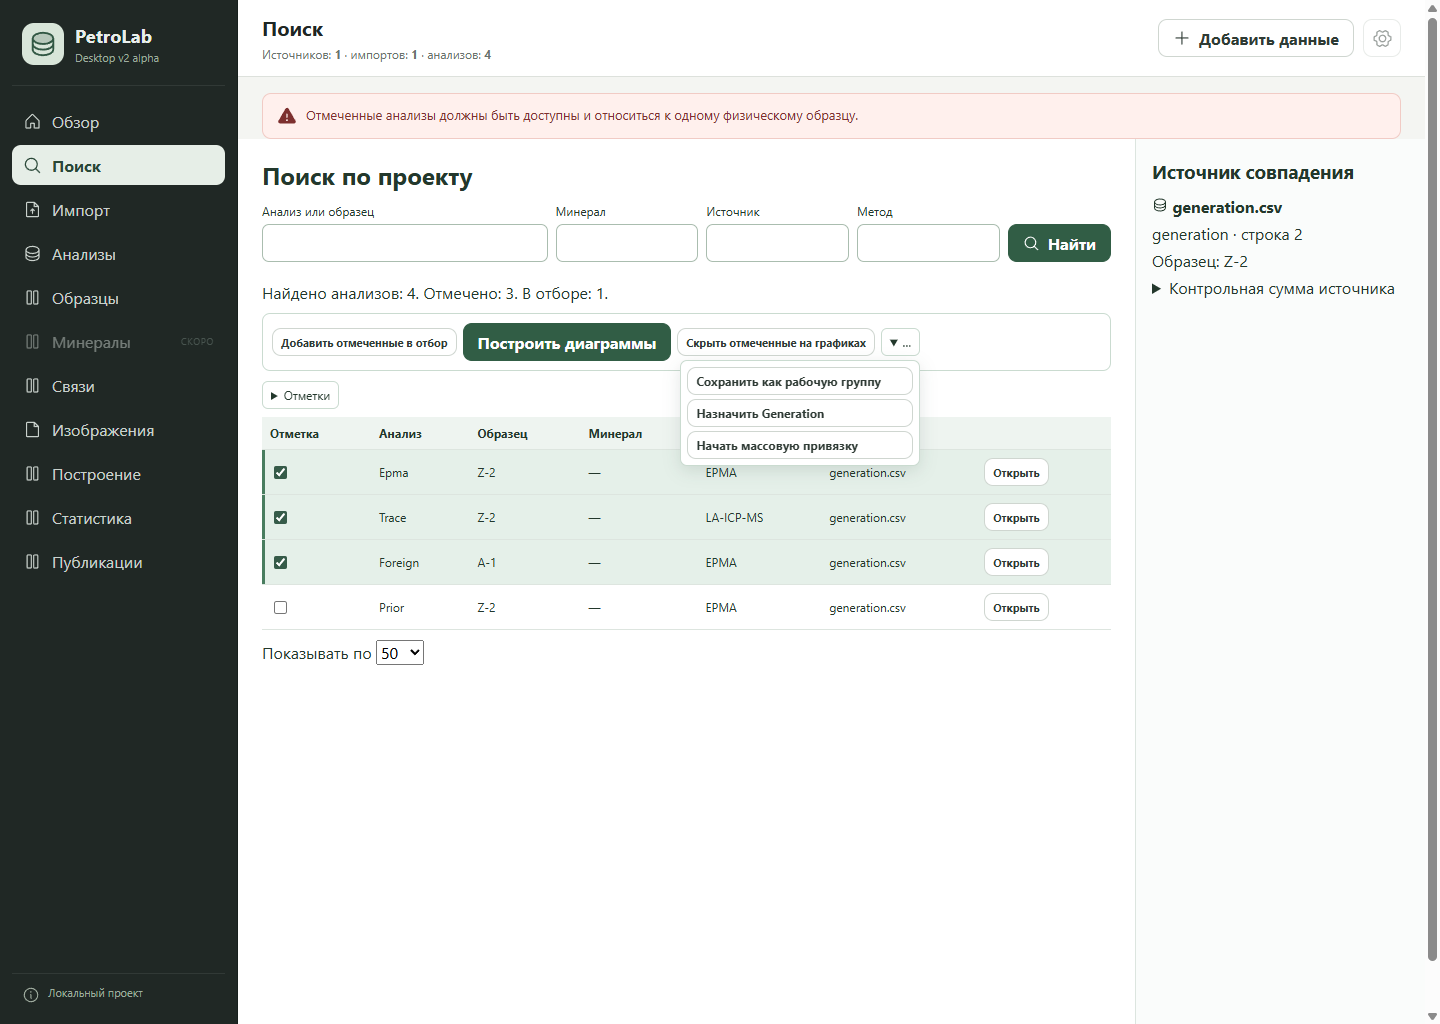 PetroLab
Desktop v2 alpha
Обзор
Поиск
Импорт
Анализы
Образцы
Минералы СКОРО
Связи
Изображения
Построение
Статистика
Публикации
Локальный проект
Поиск
Источников: 1 · импортов: 1 · анализов: 4
Добавить данные
Отмеченные анализы должны быть доступны и относиться к одному физическому образцу.
Поиск по проекту
Анализ или образец Минерал Источник Метод
Найти
Найдено анализов: 4. Отмечено: 3. В отборе: 1.
Добавить отмеченные в отбор Построить диаграммы Скрыть отмеченные на графиках ▼ ...
Сохранить как рабочую группу
Назначить Generation
Начать массовую привязку
▶ Отметки
Отметка Анализ Образец Минерал
Epma Z-2 — EPMA generation.csv Открыть
Trace Z-2 — LA-ICP-MS generation.csv Открыть
Foreign A-1 — EPMA generation.csv Открыть
Prior Z-2 — EPMA generation.csv Открыть
Показывать по 50
Источник совпадения
generation.csv
generation · строка 2
Образец: Z-2
▶ Контрольная сумма источника